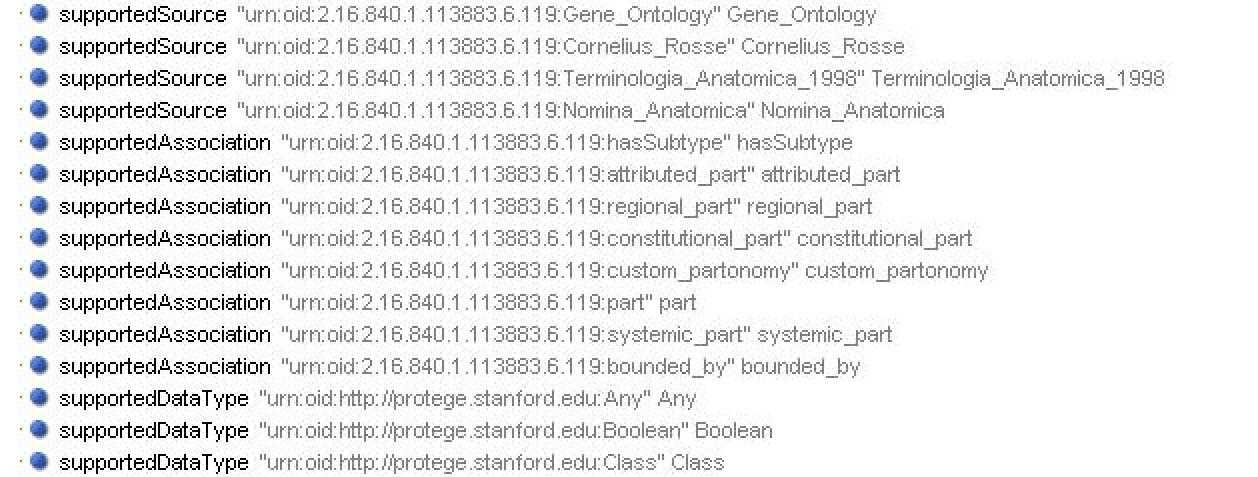 supportedSource "urn:oid:2.16.840.1.113883.6.119:Gene_Ontology" Gene_Ontology
supportedSource "urn:oid:2.16.840.1.113883.6.119:Cornelius_Rosse" Cornelius_Rosse
supportedSource "urn:oid:2.16.840.1.113883.6.119:Terminologia_Anatomica_1998" Terminologia_Anatomica_1998
supportedSource "urn:oid:2.16.840.1.113883.6.119:Nomina_Anatomica" Nomina_Anatomica
supportedAssociation "urn:oid:2.16.840.1.113883.6.119:hasSubtype" hasSubtype
supportedAssociation "urn:oid:2.16.840.1.113883.6.119:attributed_part" attributed_part
supportedAssociation "urn:oid:2.16.840.1.113883.6.119:regional_part" regional_part
supportedAssociation "urn:oid:2.16.840.1.113883.6.119:constitutional_part" constitutional_part
supportedAssociation "urn:oid:2.16.840.1.113883.6.119:custom_partonomy" custom_partonomy
supportedAssociation "urn:oid:2.16.840.1.113883.6.119:part" part
supportedAssociation "urn:oid:2.16.840.1.113883.6.119:systemic_part" systemic_part
supportedAssociation "urn:oid:2.16.840.1.113883.6.119:bounded_by" bounded_by
supportedDataType "urn:oid:http://protege.stanford.edu:Any" Any
supportedDataType "urn:oid:http://protege.stanford.edu:Boolean" Boolean
supportedDataType "urn:oid:http://protege.stanford.edu:Class" Class